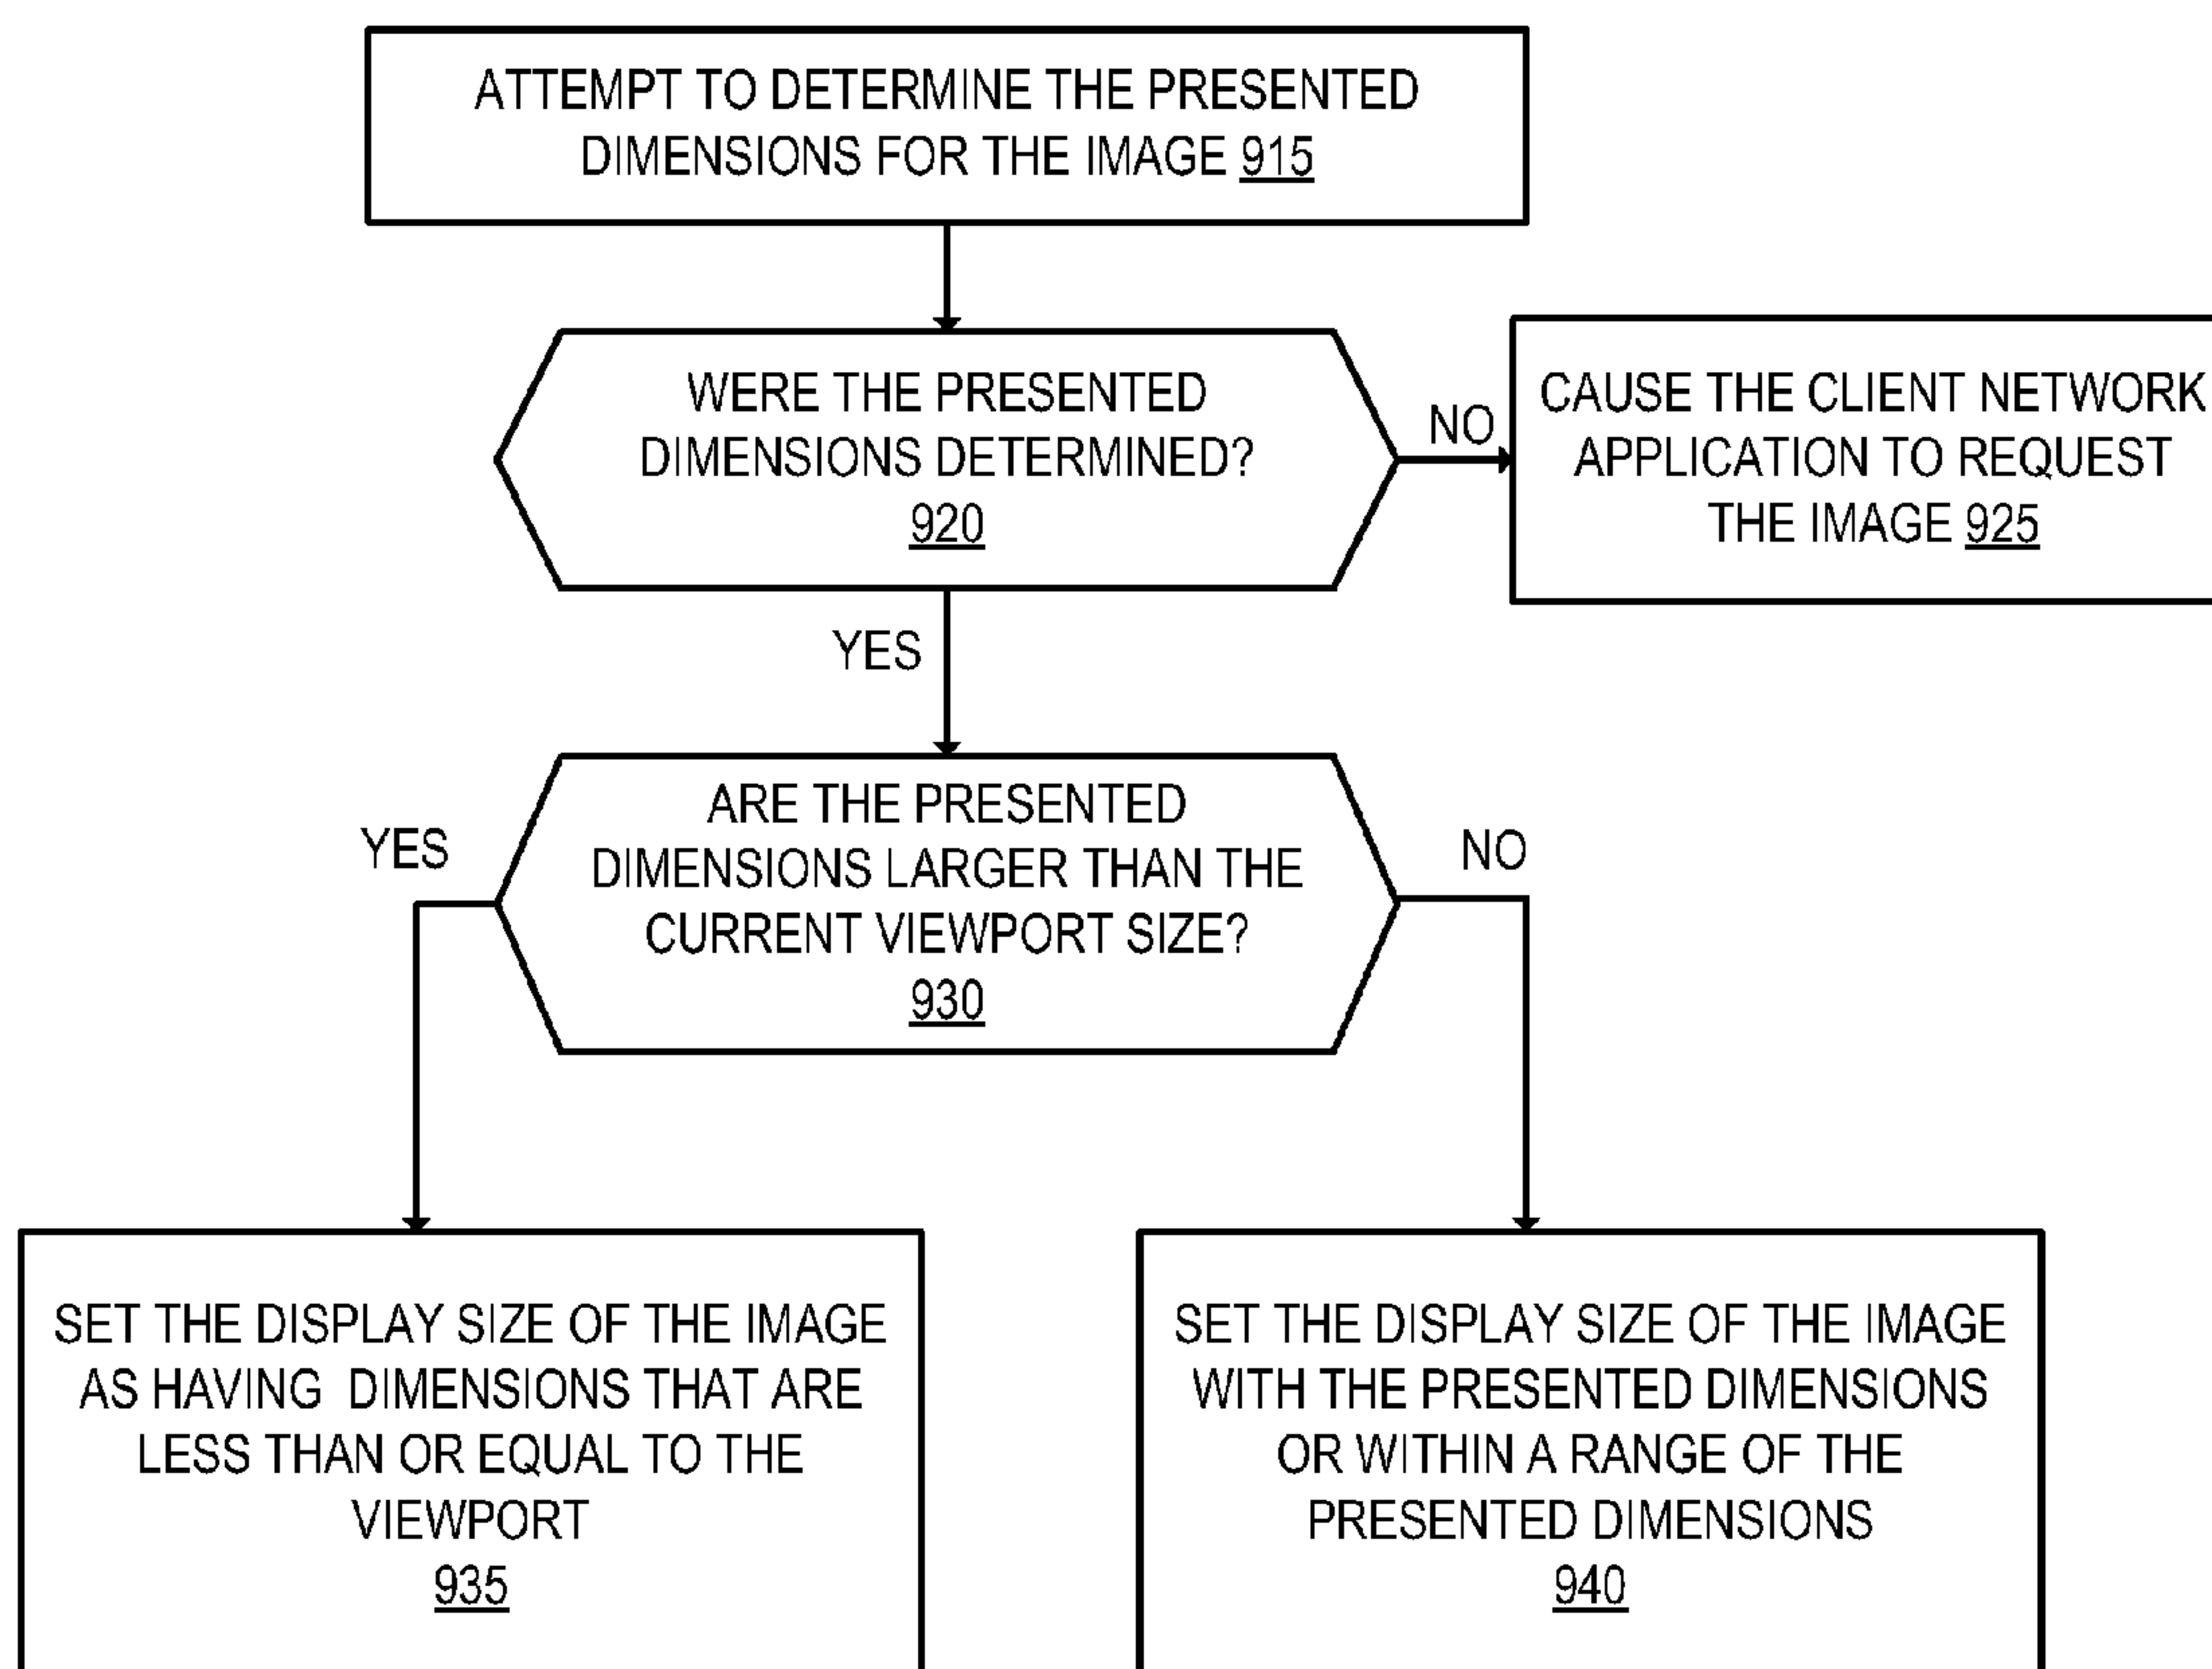 ATTEMPT TO DETERMINE THE PRESENTED
DIMENSIONS FOR THE IMAGE 915
WERE THE PRESENTED
DIMENSIONS DETERMINED?
920
NO
CAUSE THE CLIENT NETWORK
APPLICATION TO REQUEST
THE IMAGE 925
YES
ARE THE PRESENTED
DIMENSIONS LARGER THAN THE
CURRENT VIEWPORT SIZE?
930
YES
NO
SET THE DISPLAY SIZE OF THE IMAGE
AS HAVING DIMENSIONS THAT ARE
LESS THAN OR EQUAL TO THE
VIEWPORT
935
SET THE DISPLAY SIZE OF THE IMAGE
WITH THE PRESENTED DIMENSIONS
OR WITHIN A RANGE OF THE
PRESENTED DIMENSIONS
940